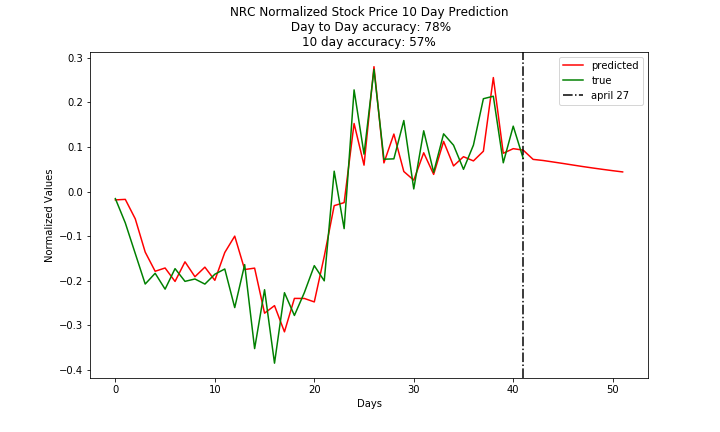 NRC Normalized Stock Price 10 Day Prediction
Day to Day accuracy: 78%
10 day accuracy: 57%
predicted
true
april 27
0.3
0.2
0.1
0.0
−0.1
−0.2
−0.3
−0.4
Normalized Values
0 10 20 30 40 50
Days